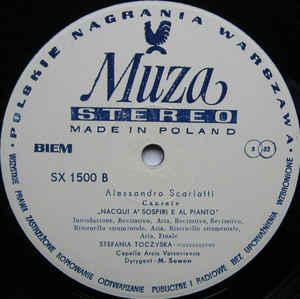 • POLSKIE NAGRANIA WARSZAWA •
Muza
STEREO
MADE IN POLAND
BIEM
SX 1500 B
Alessandro Scarlatti
Cantata
"NACQUI A' SOSPIRI E AL PIANTO"
Introduzione, Recitativo, Aria, Recitativo, Recitativo,
Ritornello strumentale, Aria, Ritornello strumentale,
Aria, Finale
STEFANIA TOCZYSKA
Capella Arcis Varsoviensis
Dyrygent - M. Sewen
WSZYSTKIE PRAWA ZASTRZEŻONE KOPIOWANIE ODTWARZANIE PUBLICZNE I RADIOWE BEZ UPOWAŻNIENIA WZBRONIONE